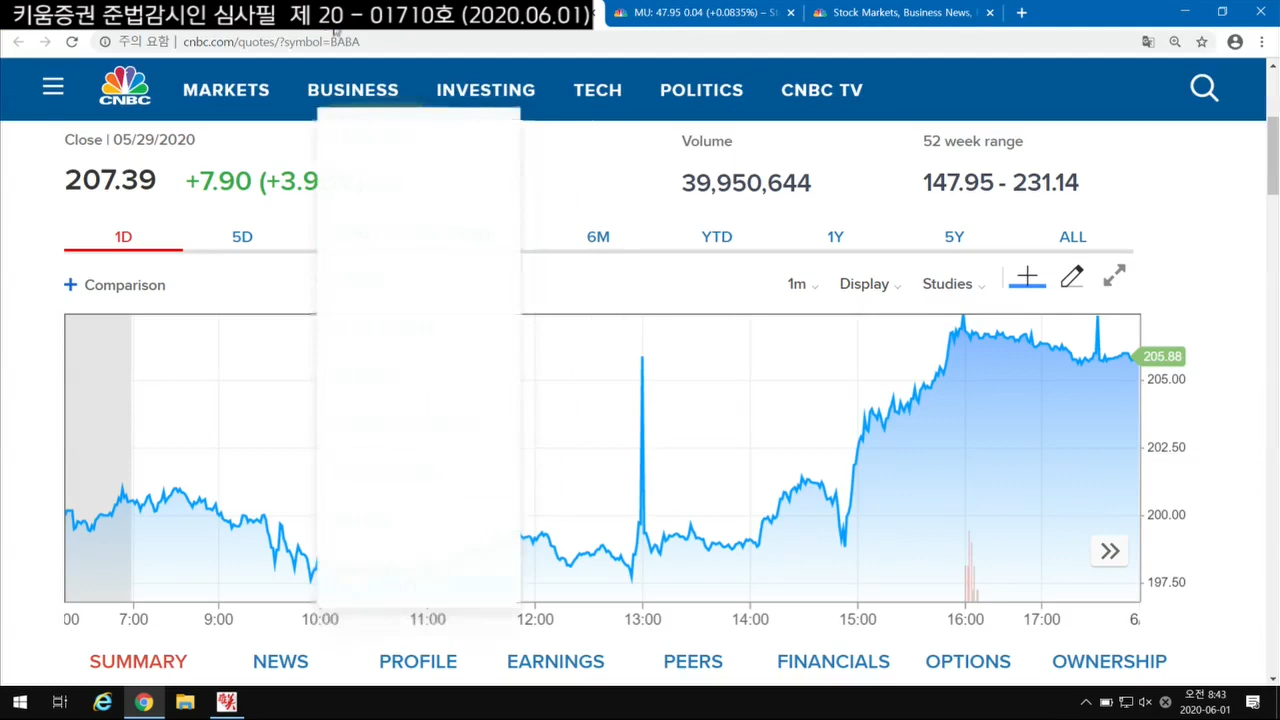 키움증권 준법감시인 심사필 제 20 - 01710호 (2020.06.01)
MU: 47.95 0.04 (+0.0835%) – St
Stock Markets, Business News,
주의 요함 | cnbc.com/quotes/?symbol=BABA
CNBC
MARKETS BUSINESS INVESTING TECH POLITICS CNBC TV
Close | 05/29/2020 Volume 52 week range
207.39 +7.90 (+3.9 39,950,644 147.95 - 231.14
1D 5D 6M YTD 1Y 5Y ALL
+ Comparison 1m Display Studies
205.88
205.00
202.50
200.00
197.50
00 7:00 9:00 10:00 11:00 12:00 13:00 14:00 15:00 16:00 17:00 6/
SUMMARY NEWS PROFILE EARNINGS PEERS FINANCIALS OPTIONS OWNERSHIP
오전 8:43
2020-06-01